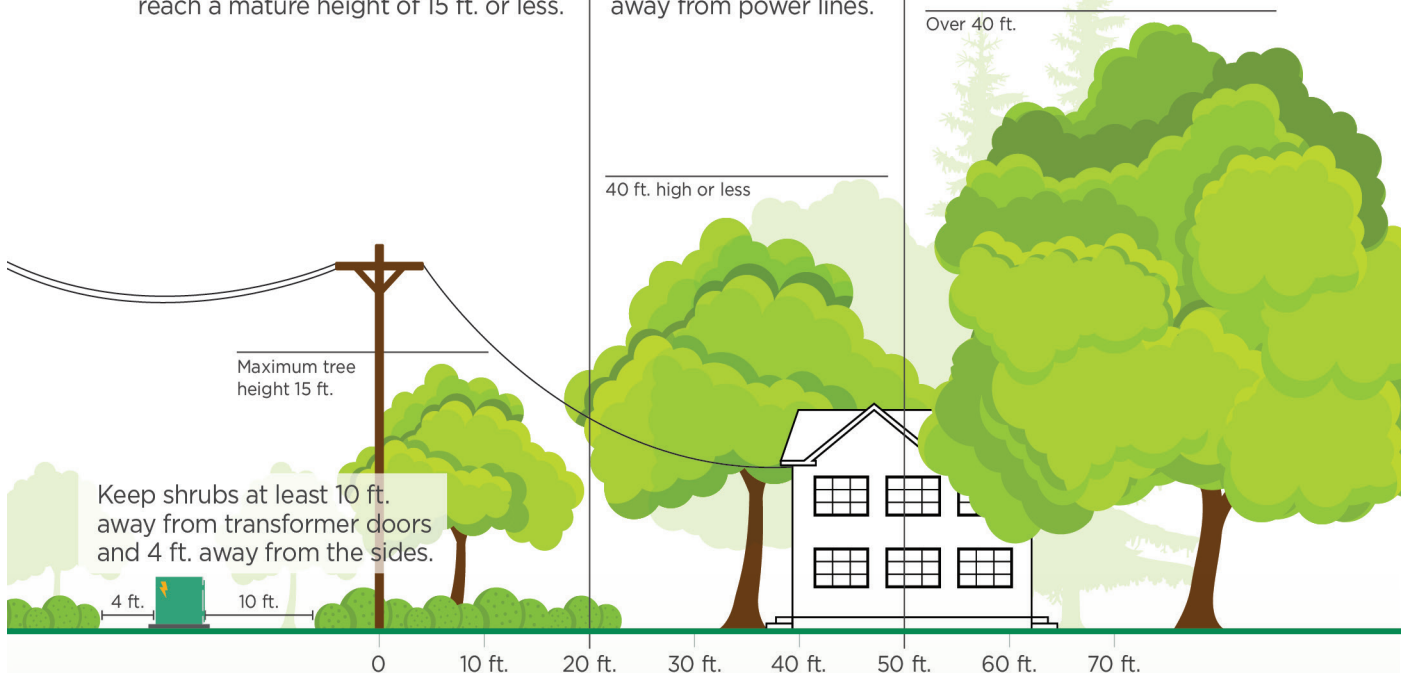 reach a mature height of 15 ft. or less.
away from power lines.
Over 40 ft.
40 ft. high or less
Maximum tree
height 15 ft.
Keep shrubs at least 10 ft.
away from transformer doors
and 4 ft. away from the sides.
4 ft.
10 ft.
0
10 ft.
20 ft.
30 ft.
40 ft.
50 ft.
60 ft.
70 ft.